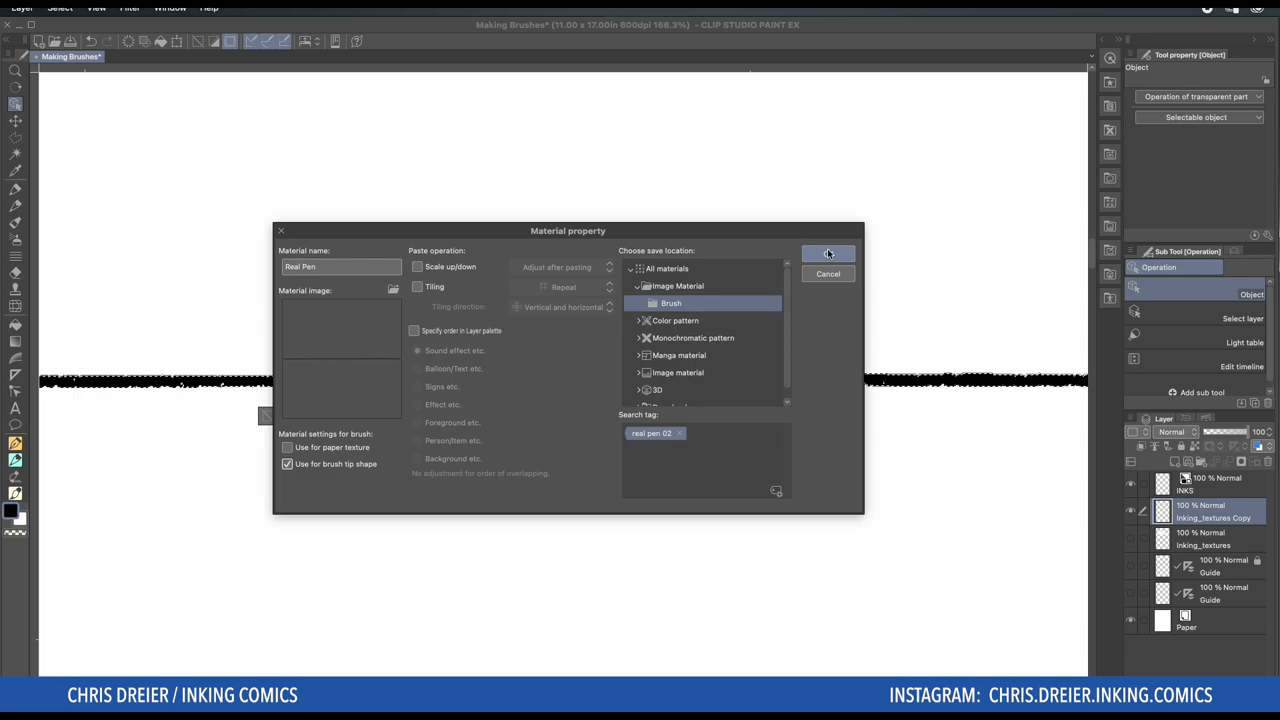 Layer Select View Filter Window Help
Making Brushes* (11.00 x 17.00in 600dpi 166.3%) - CLIP STUDIO PAINT EX
Making Brushes*
Tool property [Object]
Object
Operation of transparent part
Selectable object
Material property
Material name:
Real Pen
Material image:
Material settings for brush:
Use for paper texture
Use for brush tip shape
Paste operation:
Scale up/down
Adjust after pasting
Tiling
Repeat
Tiling direction:
Vertical and horizontal
Specify order in Layer palette
Sound effect etc.
Balloon/Text etc.
Signs etc.
Effect etc.
Foreground etc.
Person/Item etc.
Background etc.
No adjustment for order of overlapping.
Choose save location:
All materials
Image Material
Brush
Color pattern
Monochromatic pattern
Manga material
Image material
3D
Search tag:
real pen 02
Cancel
Sub Tool [Operation]
Operation
Object
Select layer
Light table
Edit timeline
Add sub tool
Layer
Normal
100
100 % Normal
INKS
100 % Normal
Inking_textures Copy
100 % Normal
Inking_textures
100 % Normal
Guide
100 % Normal
Guide
Paper
CHRIS DREIER / INKING COMICS
INSTAGRAM: CHRIS.DREIER.INKING.COMICS